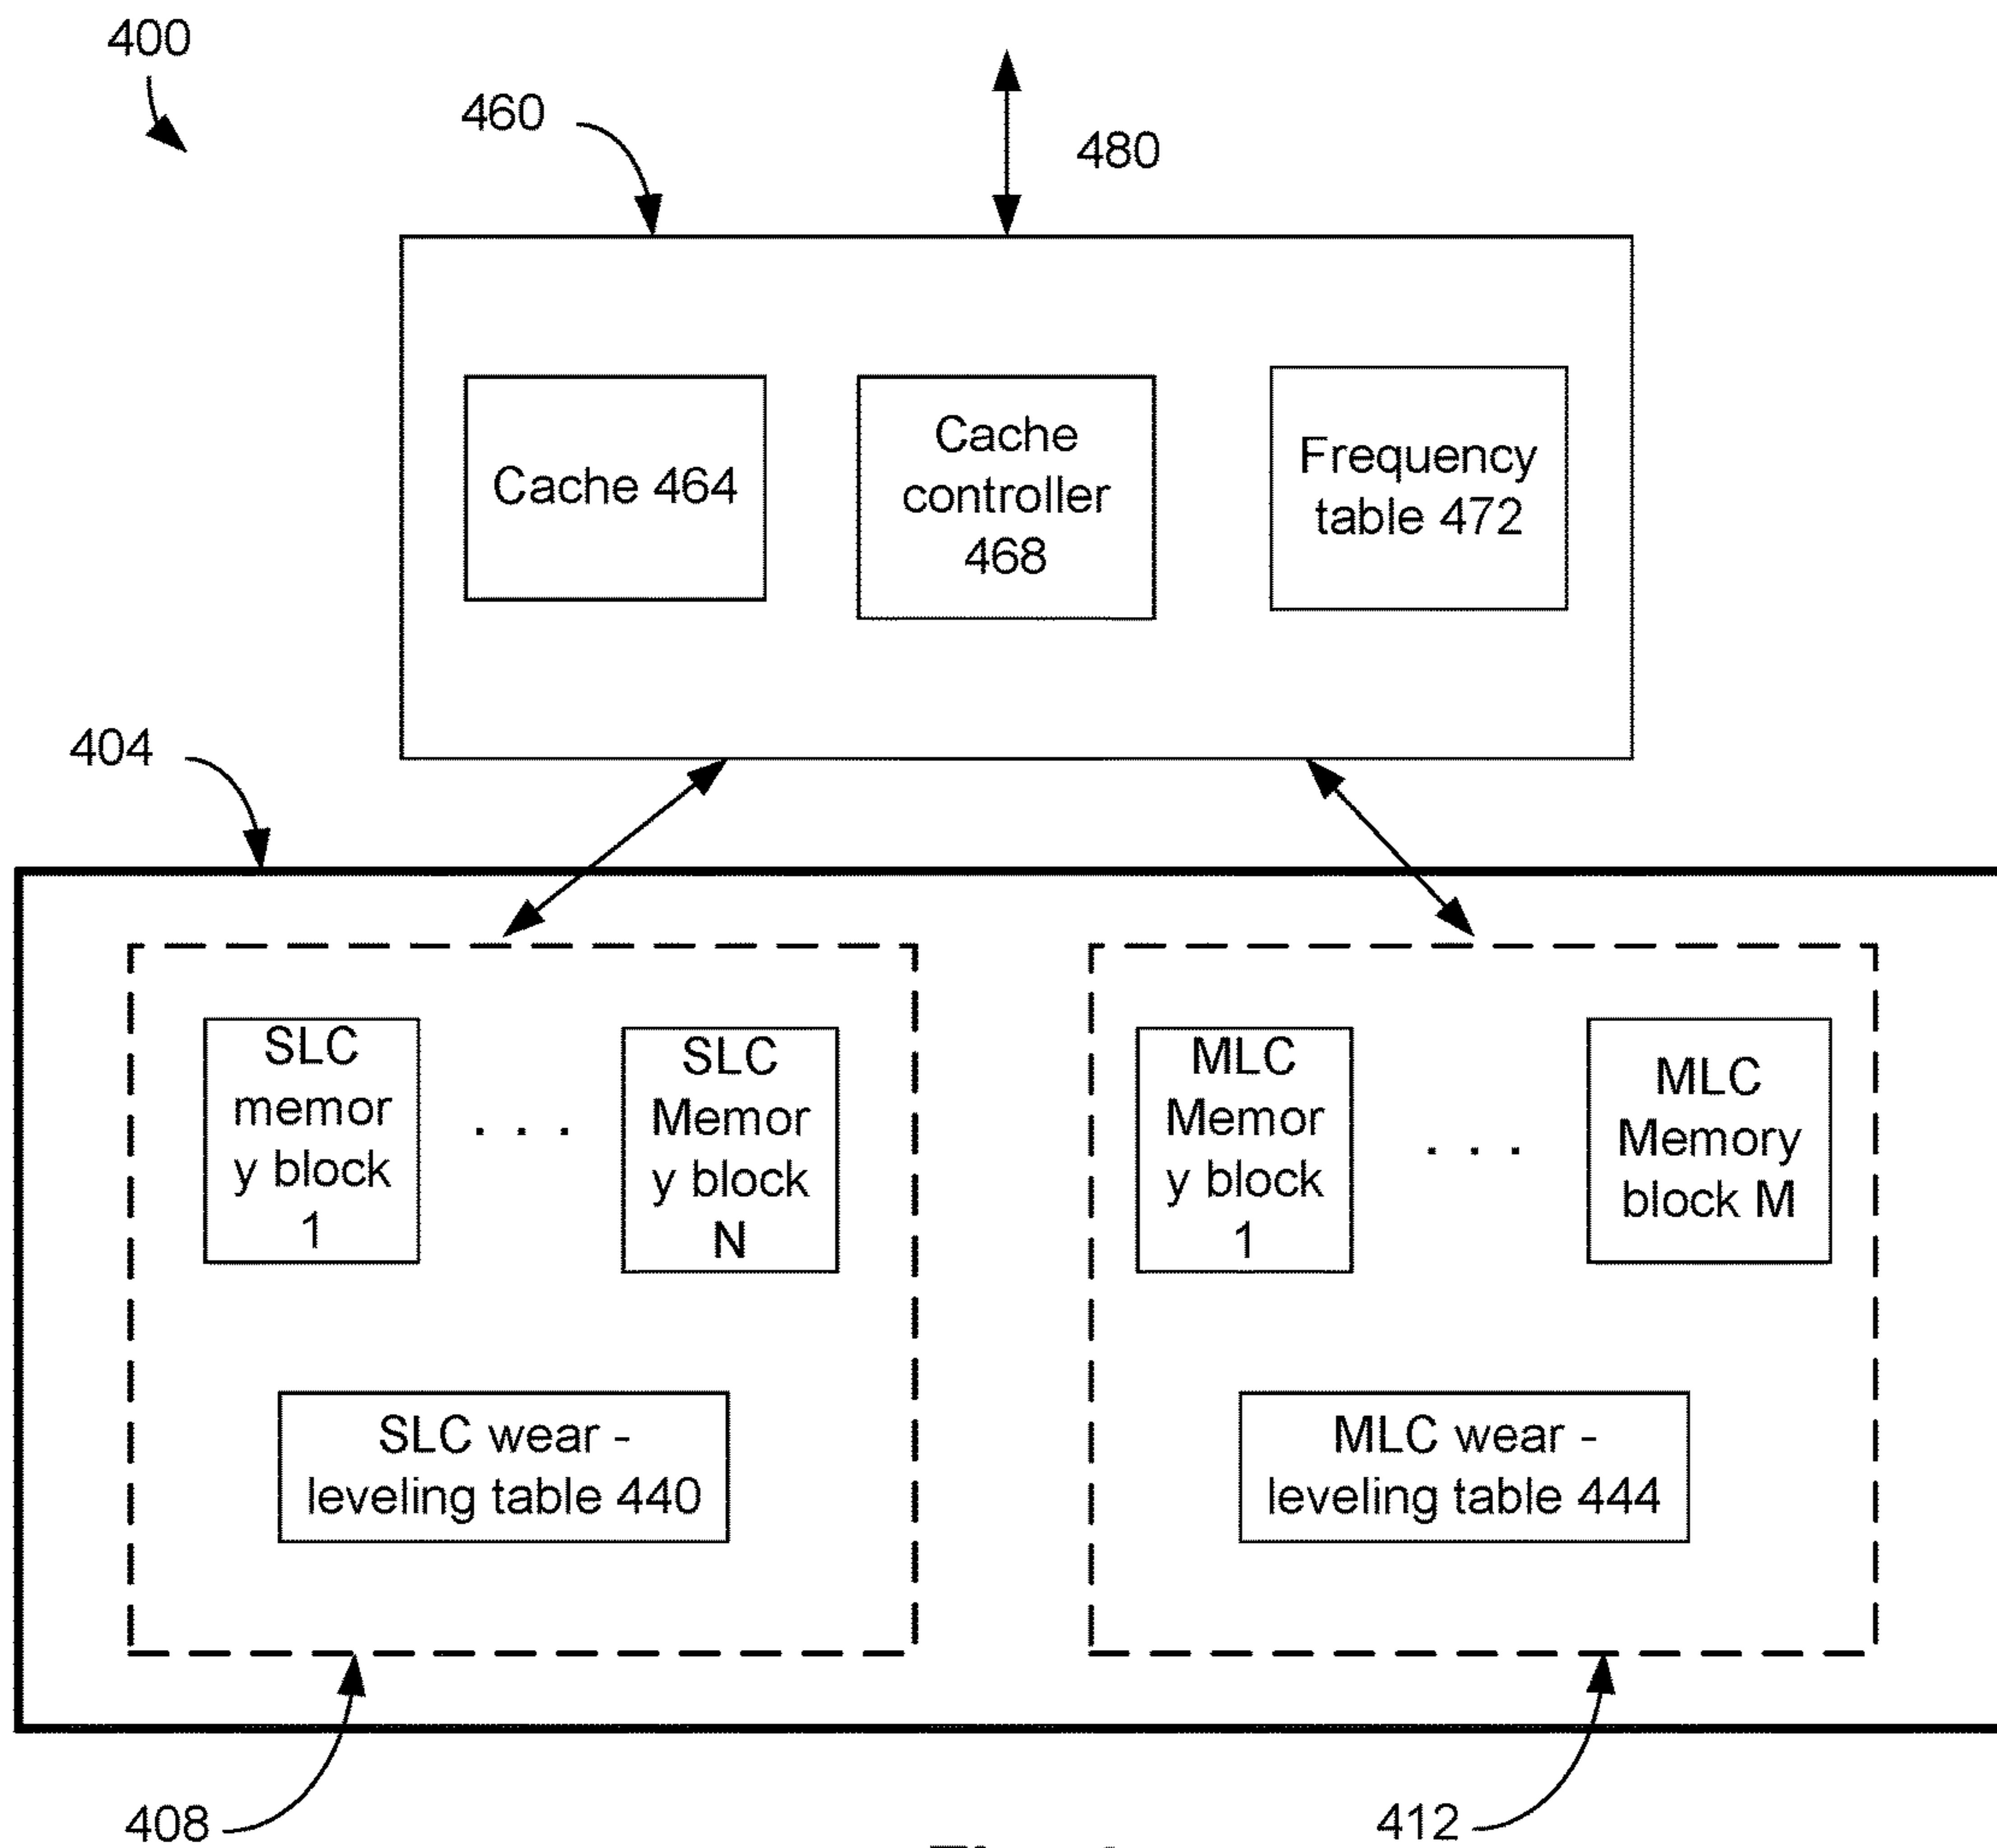 400
460
480
Cache 464
Cache
controller
468
Frequency
table 472
404
SLC
memor
y block
1
. . .
SLC
Memor
y block
N
MLC
Memor
y block
1
. . .
MLC
Memory
block M
SLC wear -
leveling table 440
MLC wear -
leveling table 444
408
412